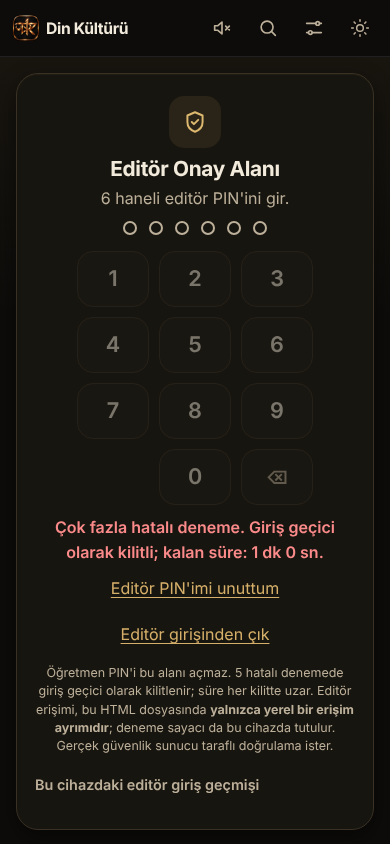 Din Kültürü
Editör Onay Alanı
6 haneli editör PIN'ini gir.
1 2 3
4 5 6
7 8 9
0
Çok fazla hatalı deneme. Giriş geçici
olarak kilitli; kalan süre: 1 dk 0 sn.
Editör PIN'imi unuttum
Editör girişinden çık
Öğretmen PIN'i bu alanı açmaz. 5 hatalı denemede
giriş geçici olarak kilitlenir; süre her kilitte uzar. Editör
erişimi, bu HTML dosyasında yalnızca yerel bir erişim
ayrımıdır; deneme sayacı da bu cihazda tutulur.
Gerçek güvenlik sunucu taraflı doğrulama ister.
Bu cihazdaki editör giriş geçmişi